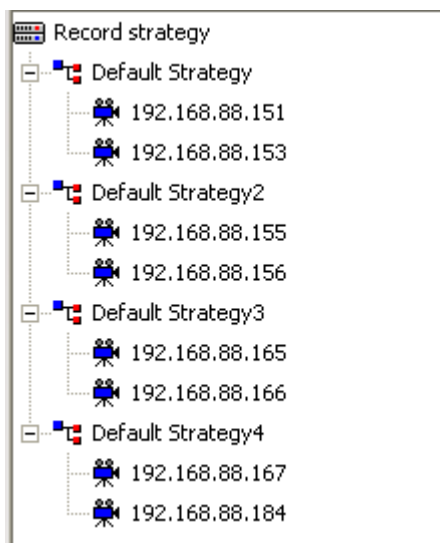 Record strategy
Default Strategy
192.168.88.151
192.168.88.153
Default Strategy2
192.168.88.155
192.168.88.156
Default Strategy3
192.168.88.165
192.168.88.166
Default Strategy4
192.168.88.167
192.168.88.184